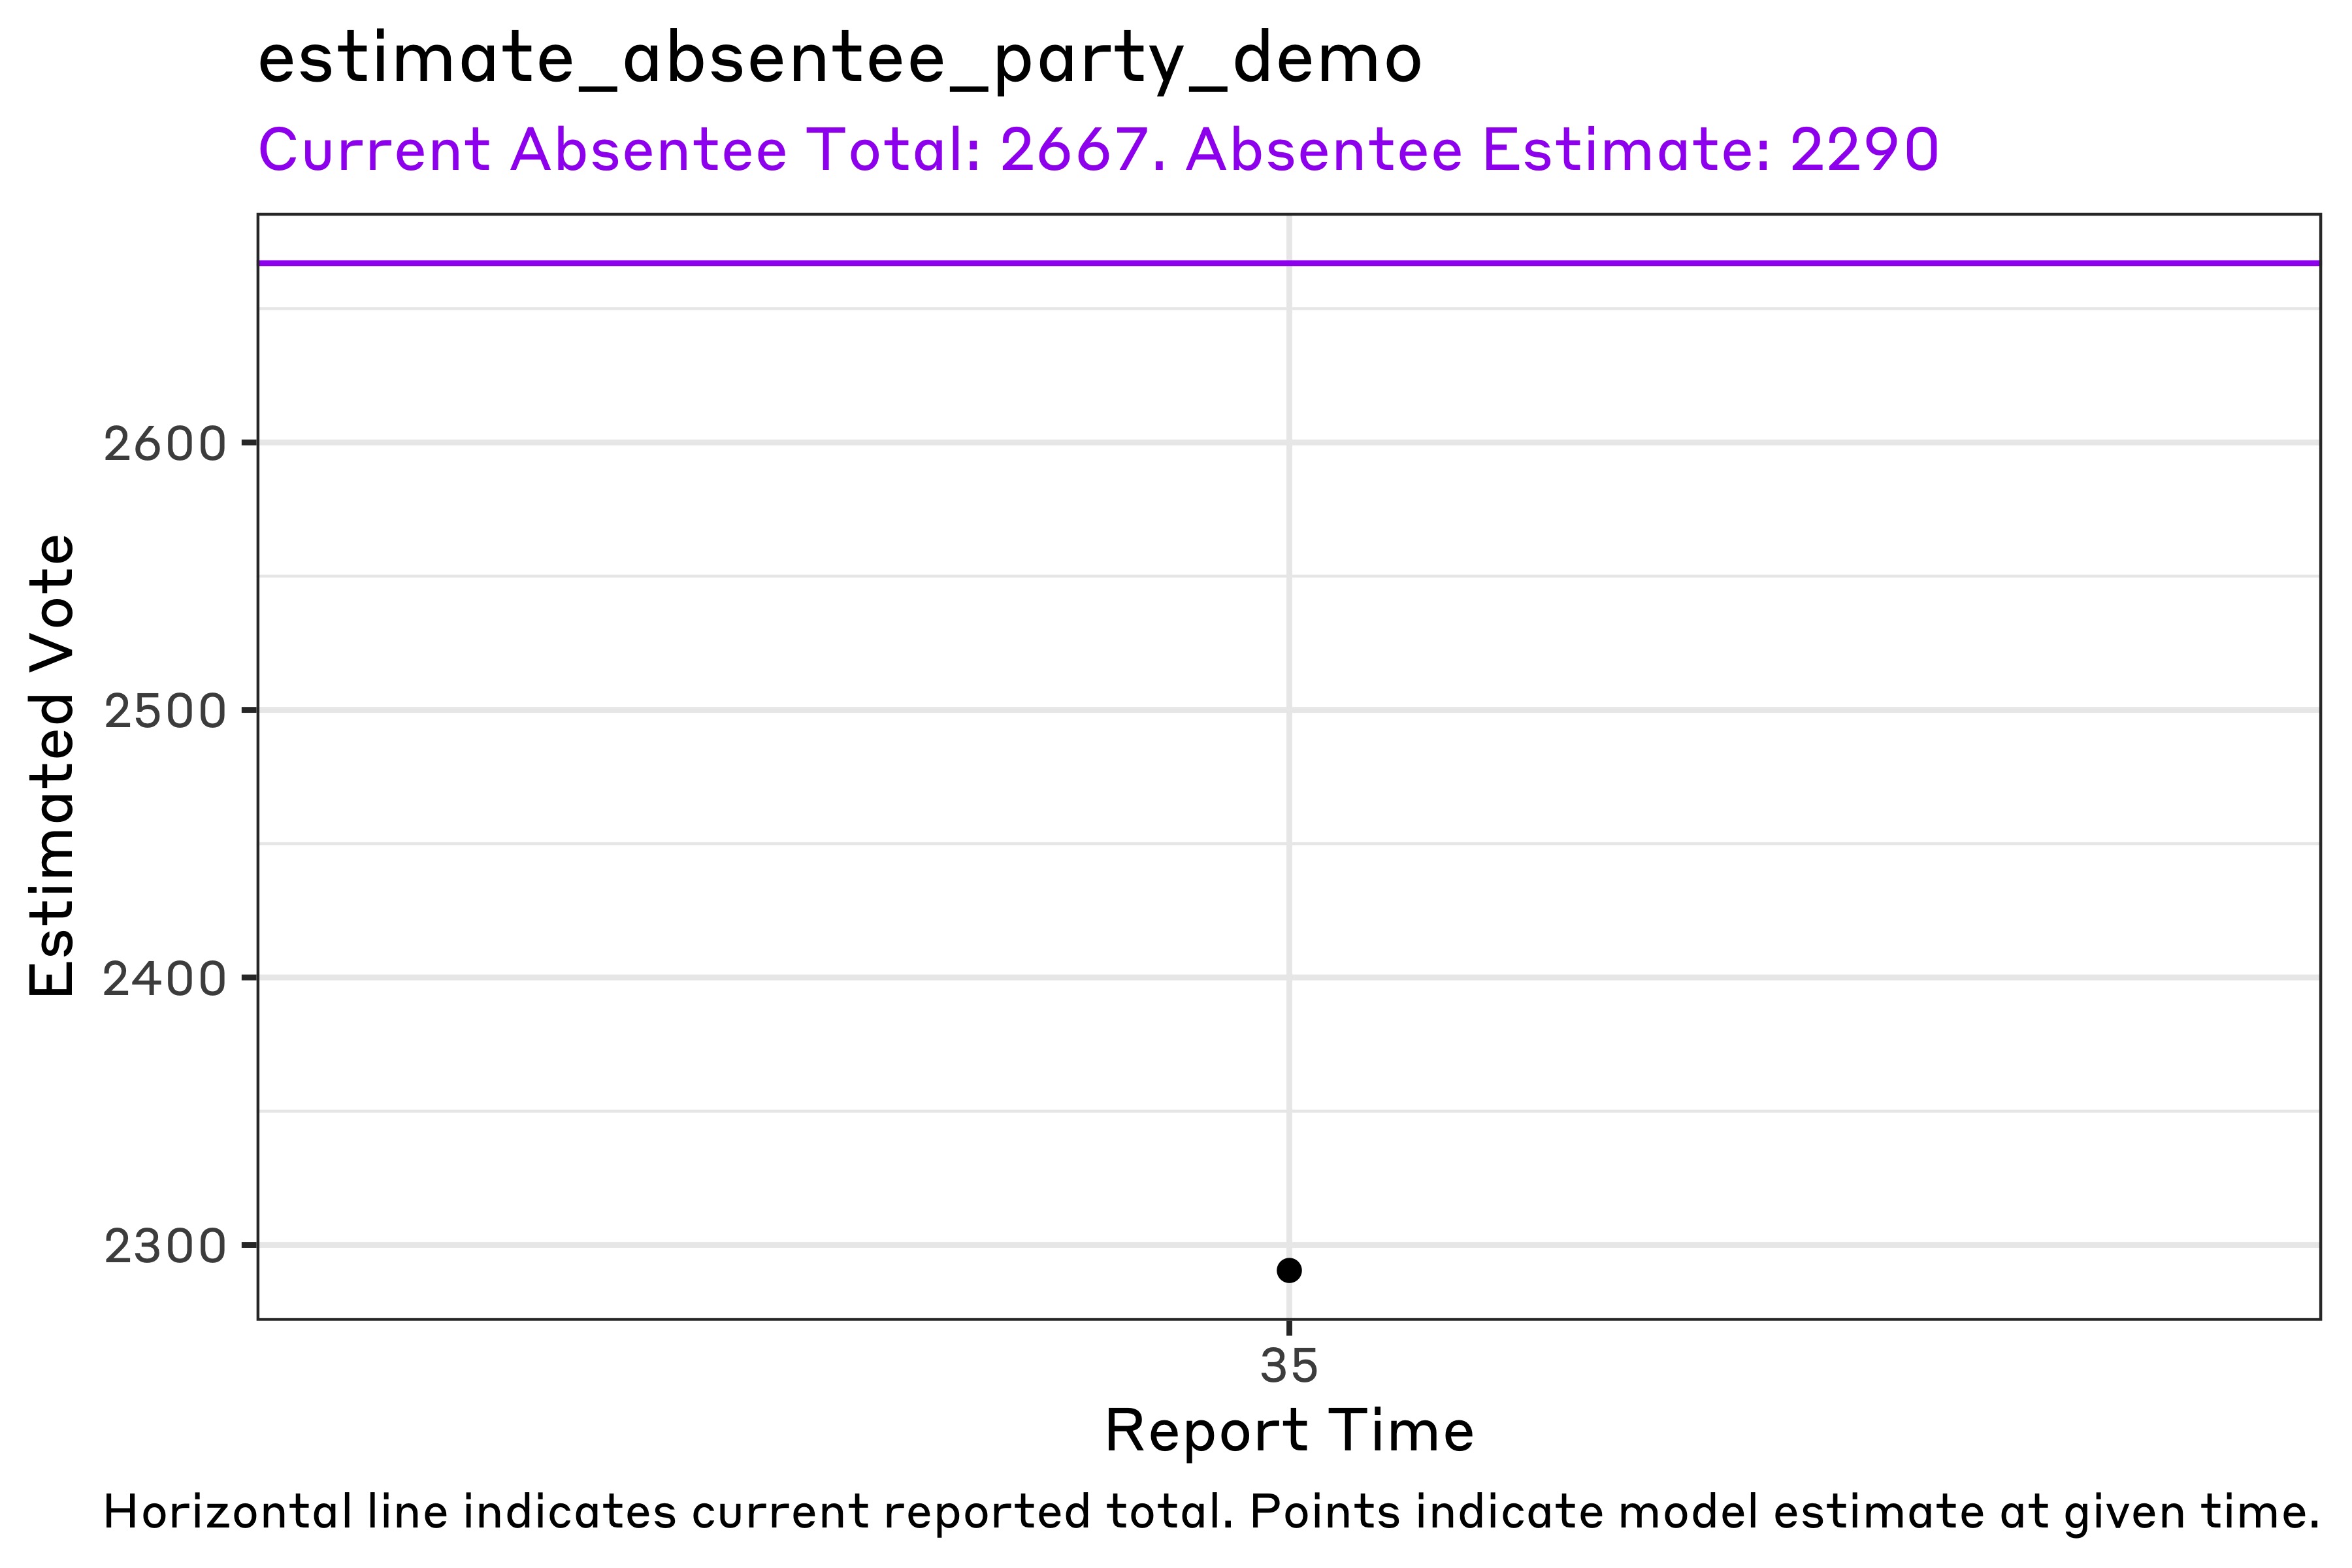 estimate_absentee_party_demo
Current Absentee Total: 2667. Absentee Estimate: 2290
Estimated Vote
2600
2500
2400
2300
35
Report Time
Horizontal line indicates current reported total. Points indicate model estimate at given time.